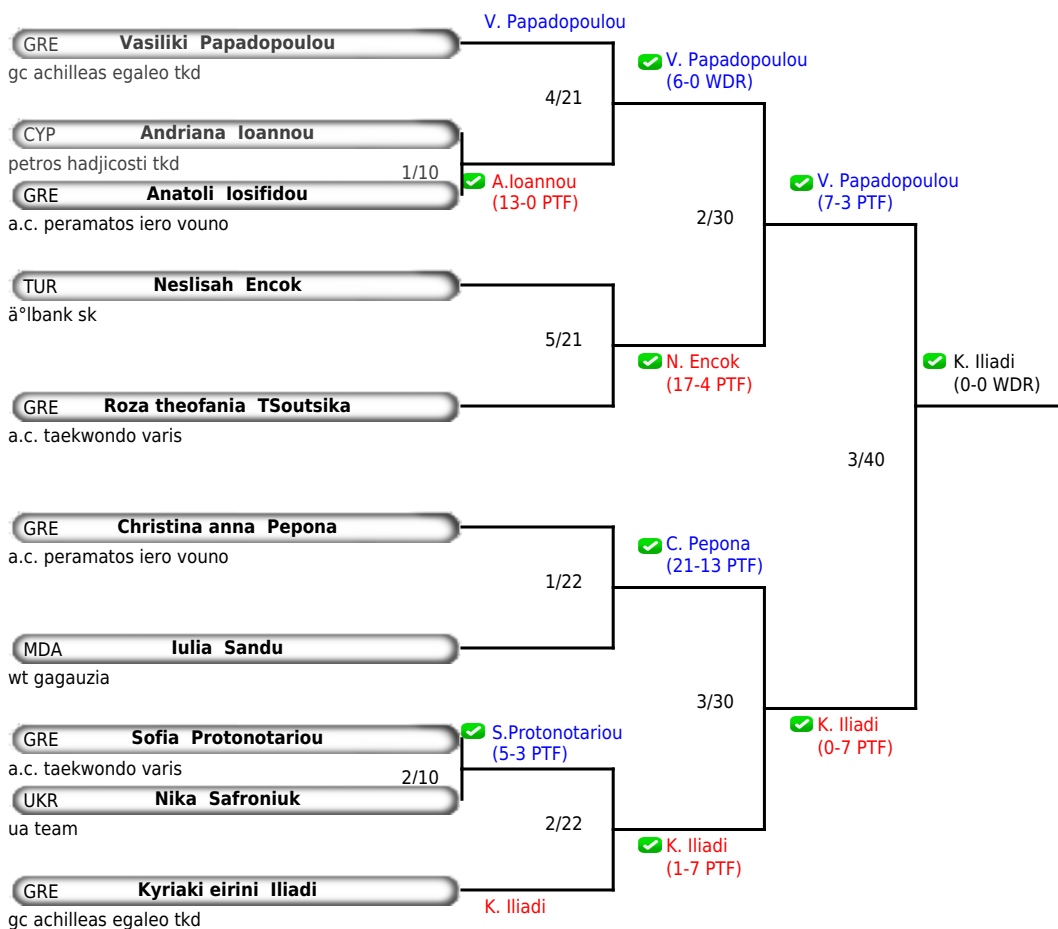 V. Papadopoulou
GRE Vasiliki Papadopoulou
gc achilleas egaleo tkd
V. Papadopoulou
(6-0 WDR)
4/21
CYP Andriana Ioannou
petros hadjicosti tkd
1/10
GRE Anatoli Iosifidou
a.c. peramatos iero vouno
A.Ioannou
(13-0 PTF)
V. Papadopoulou
(7-3 PTF)
2/30
TUR Neslisah Encok
ä°lbank sk
5/21
N. Encok
(17-4 PTF)
K. Iliadi
(0-0 WDR)
GRE Roza theofania TSoutsika
a.c. taekwondo varis
3/40
GRE Christina anna Pepona
a.c. peramatos iero vouno
C. Pepona
(21-13 PTF)
1/22
MDA Iulia Sandu
wt gagauzia
3/30
GRE Sofia Protonotariou
a.c. taekwondo varis
S.Protonotariou
(5-3 PTF)
K. Iliadi
(0-7 PTF)
2/10
UKR Nika Safroniuk
ua team
2/22
K. Iliadi
(1-7 PTF)
GRE Kyriaki eirini Iliadi
gc achilleas egaleo tkd
K. Iliadi